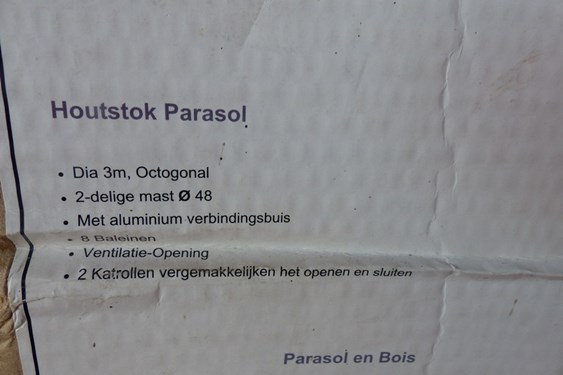 Houtstok Parasol
• Dia 3m, Octogonal
• 2-delige mast Ø 48
• Met aluminium verbindingsbuis
• 8 Baleinen
• Ventilatie-Opening
• 2 Katrollen vergemakkelijken het openen en sluiten
Parasol en Bois